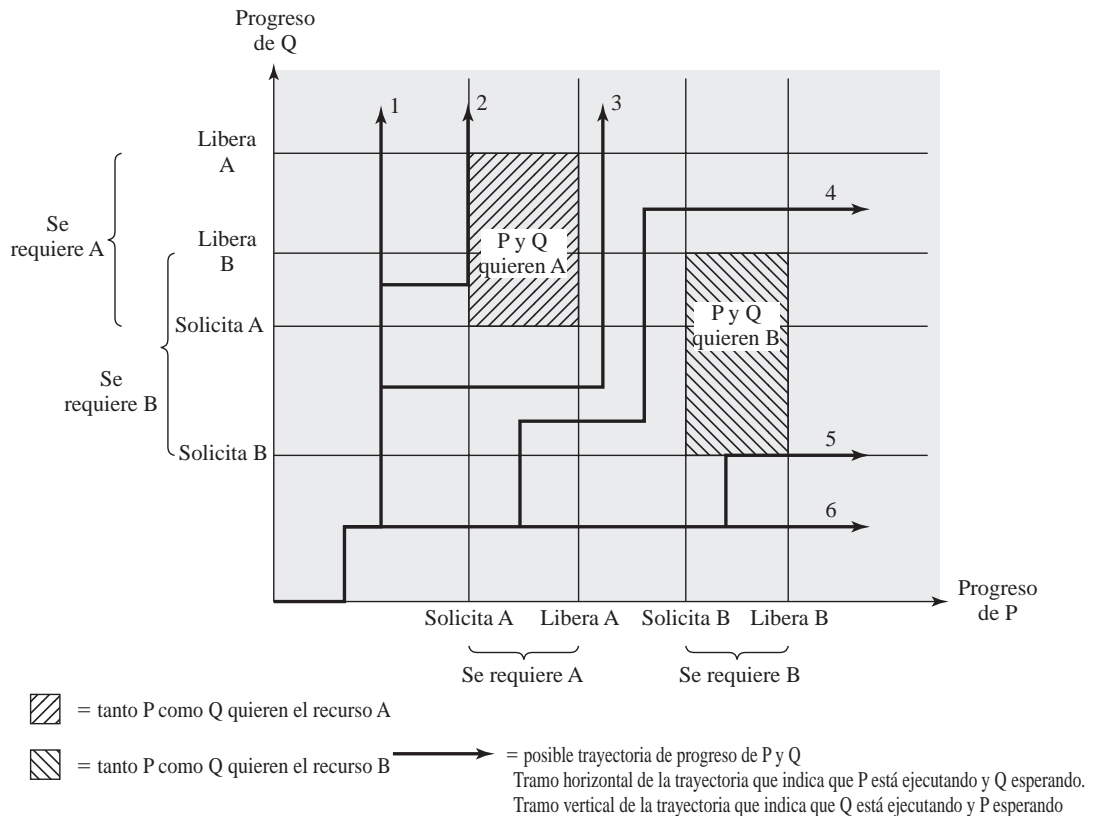 Progreso
de Q
1
2
3
Libera
A
4
Se
requiere A
Libera
B
P y Q
quieren A
Solicita A
P y Q
quieren B
Se
requiere B
Solicita B
5
6
Progreso
de P
Solicita A
Libera A
Solicita B
Libera B
Se requiere A
Se requiere B
= tanto P como Q quieren el recurso A
= tanto P como Q quieren el recurso B
= posible trayectoria de progreso de P y Q
Tramo horizontal de la trayectoria que indica que P está ejecutando y Q esperando.
Tramo vertical de la trayectoria que indica que Q está ejecutando y P esperando